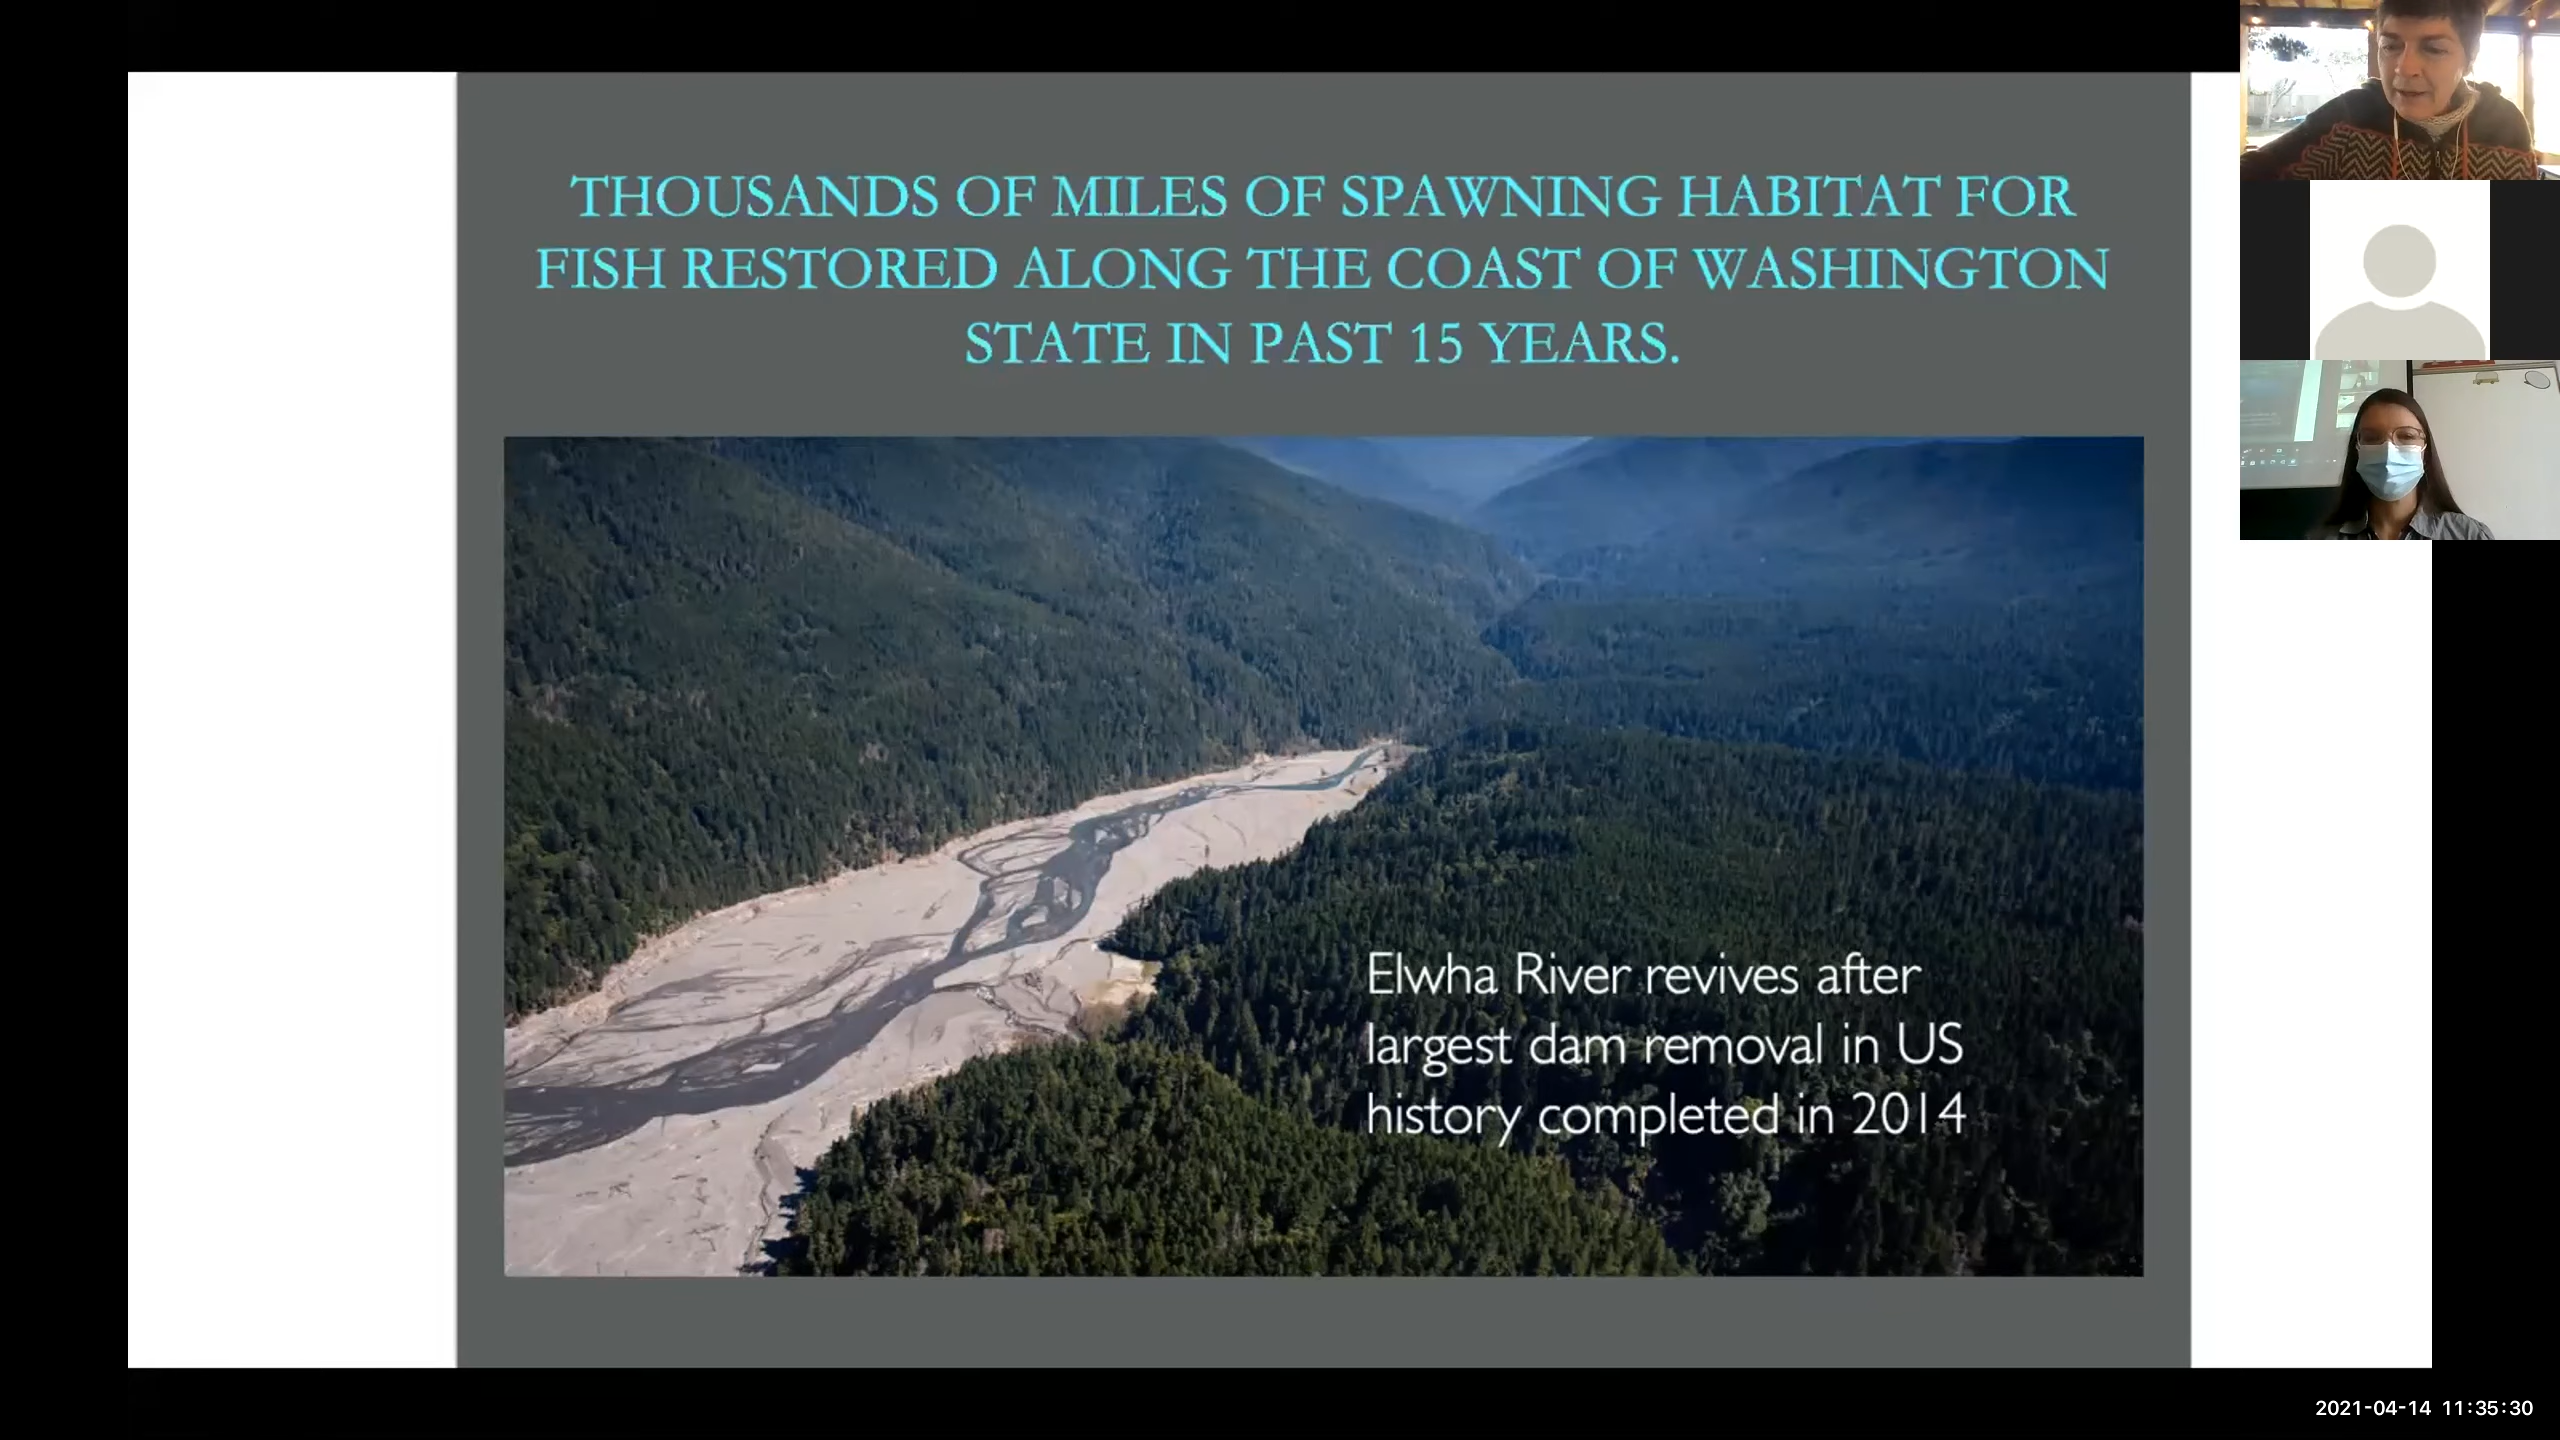 THOUSANDS OF MILES OF SPAWNING HABITAT FOR
FISH RESTORED ALONG THE COAST OF WASHINGTON
STATE IN PAST 15 YEARS.
Elwha River revives after
largest dam removal in US
history completed in 2014
2021-04-14 11:35:30